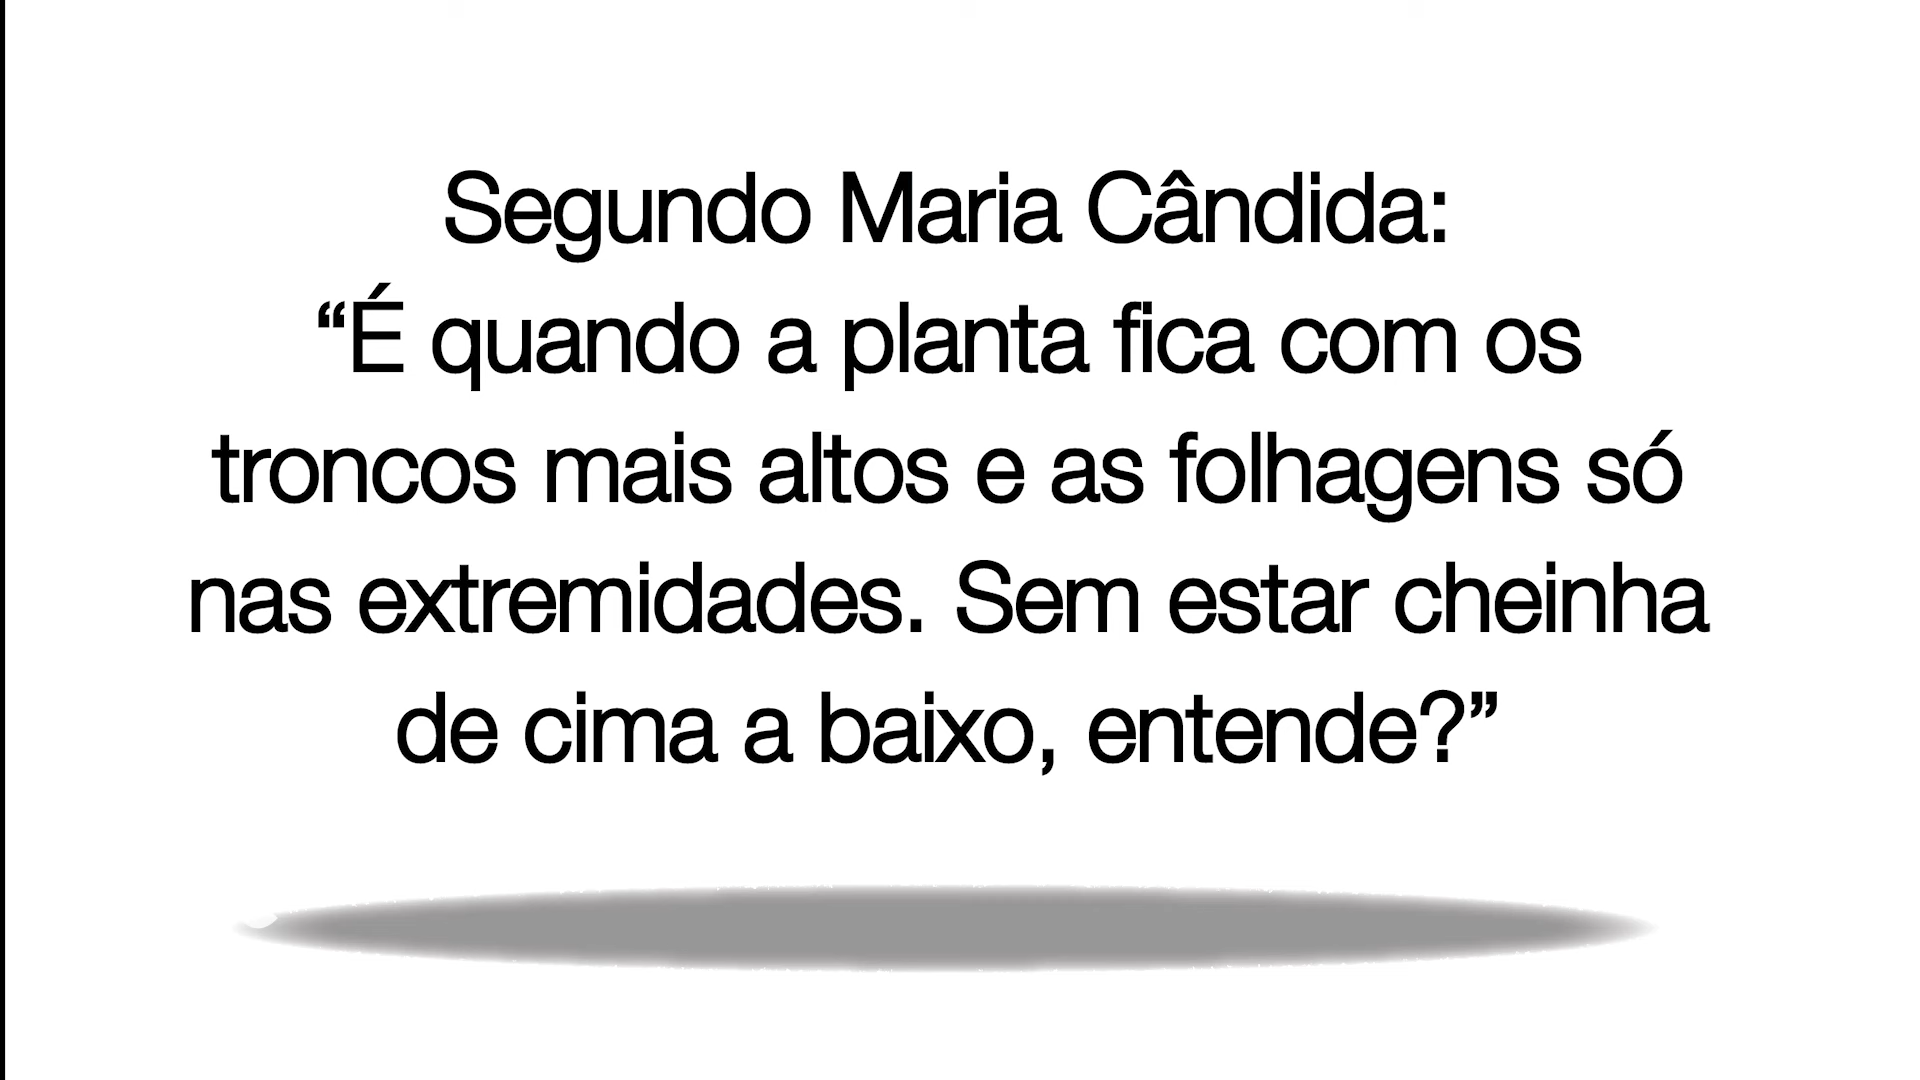 Segundo Maria Cândida:
“É quando a planta fica com os
troncos mais altos e as folhagens só
nas extremidades. Sem estar cheinha
de cima a baixo, entende?”